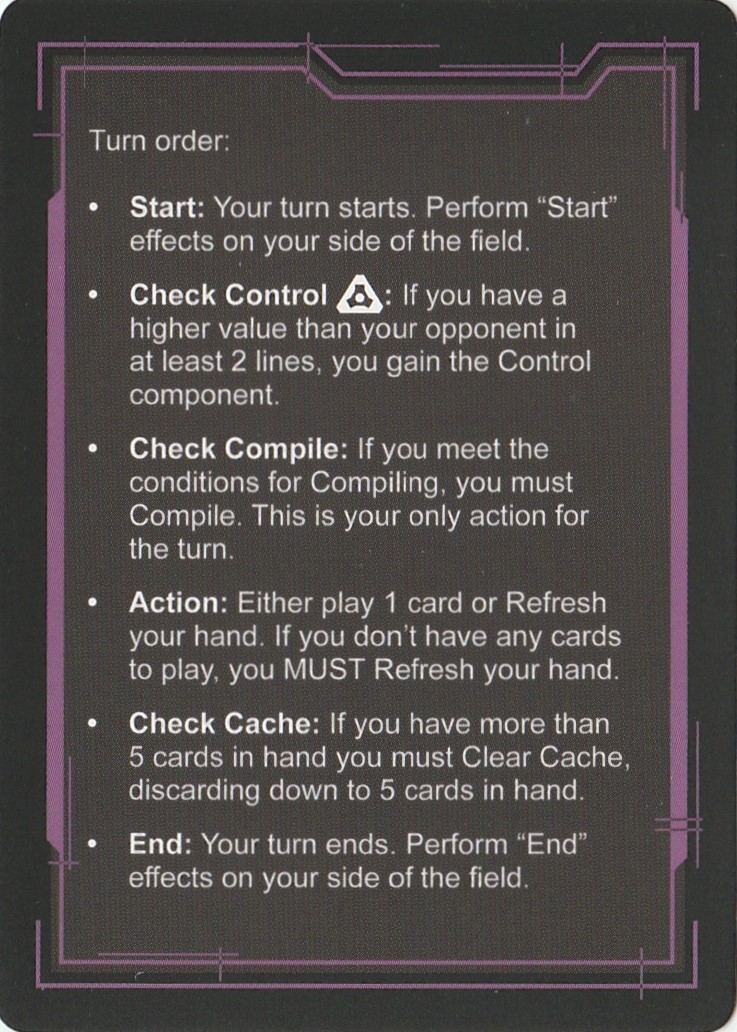 Turn order:
• Start: Your turn starts. Perform “Start”
effects on your side of the field.
• Check Control : If you have a
higher value than your opponent in
at least 2 lines, you gain the Control
component.
• Check Compile: If you meet the
conditions for Compiling, you must
Compile. This is your only action for
the turn.
• Action: Either play 1 card or Refresh
your hand. If you don’t have any cards
to play, you MUST Refresh your hand.
• Check Cache: If you have more than
5 cards in hand you must Clear Cache,
discarding down to 5 cards in hand.
• End: Your turn ends. Perform “End”
effects on your side of the field.